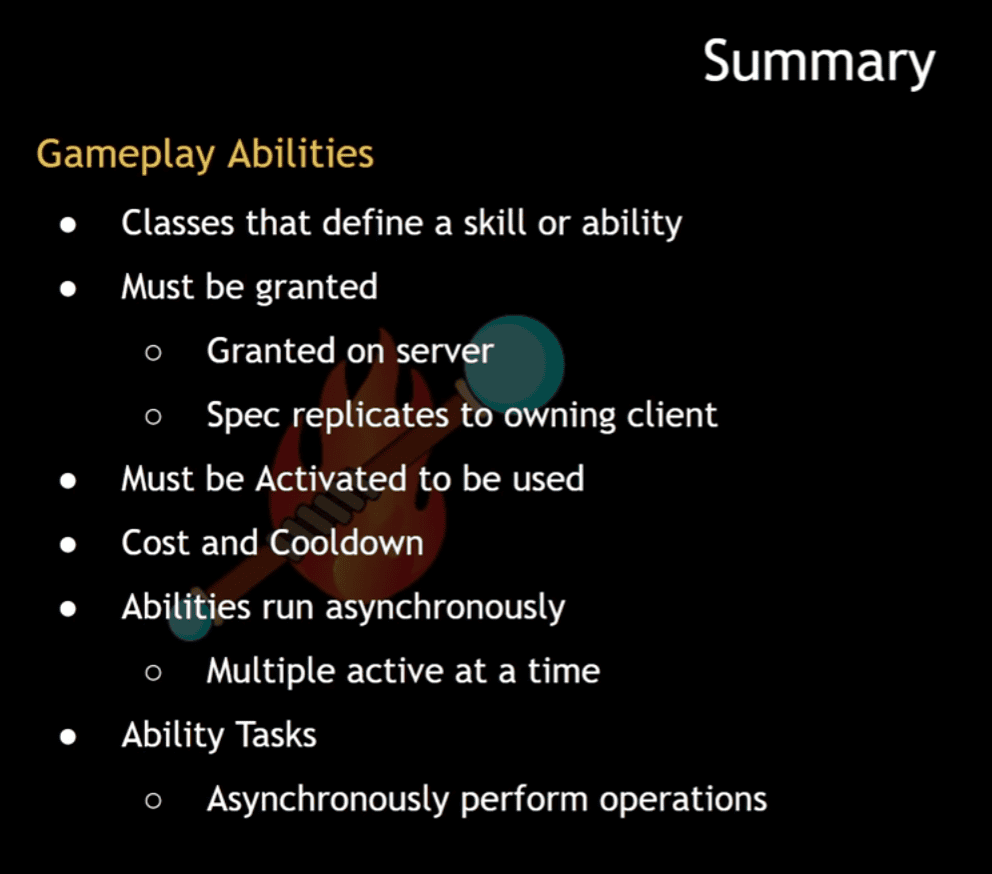 Summary
Gameplay Abilities
● Classes that define a skill or ability
● Must be granted
○ Granted on server
○ Spec replicates to owning client
● Must be Activated to be used
● Cost and Cooldown
● Abilities run asynchronously
○ Multiple active at a time
● Ability Tasks
○ Asynchronously perform operations